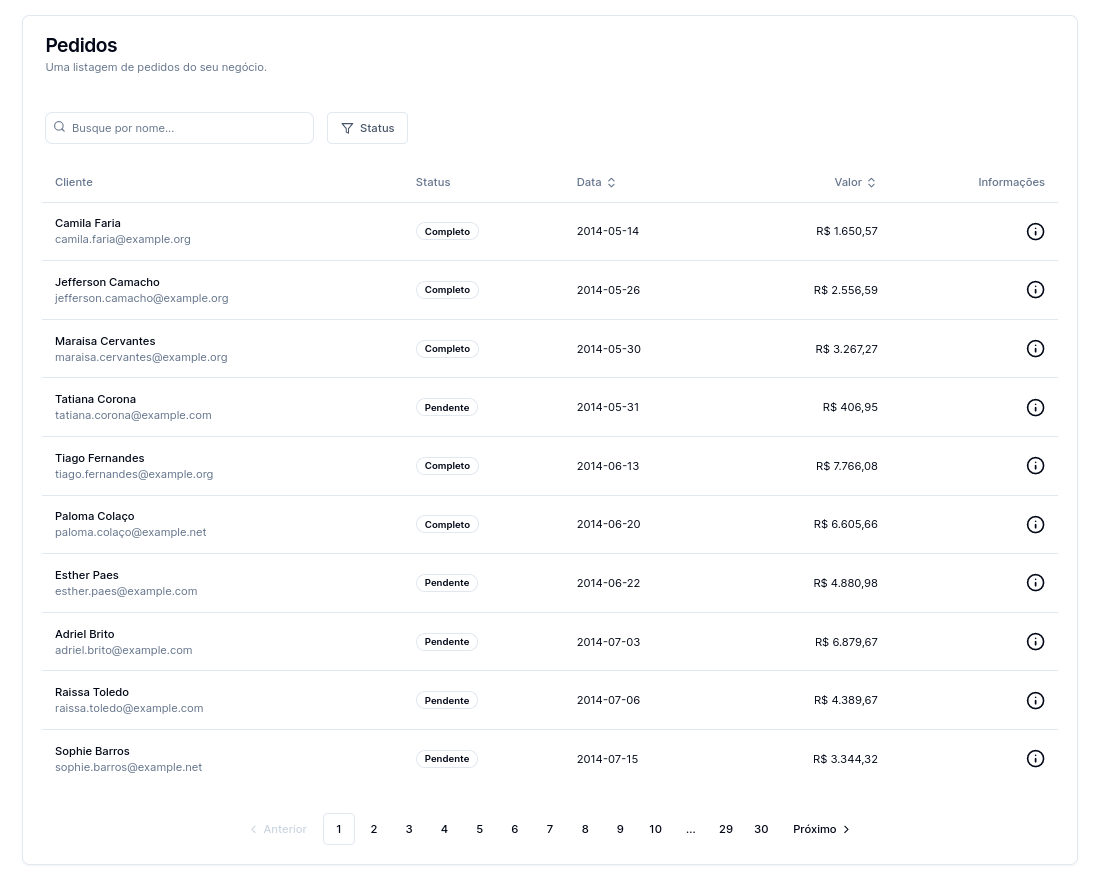 Pedidos
Uma listagem de pedidos do seu negócio.
Busque por nome...
Status
Cliente Status Data Valor Informações
Camila Faria
camila.faria@example.org
Completo 2014-05-14 R$ 1.650,57
Jefferson Camacho
jefferson.camacho@example.org
Completo 2014-05-26 R$ 2.556,59
Maraisa Cervantes
maraisa.cervantes@example.org
Completo 2014-05-30 R$ 3.267,27
Tatiana Corona
tatiana.corona@example.com
Pendente 2014-05-31 R$ 406,95
Tiago Fernandes
tiago.fernandes@example.org
Completo 2014-06-13 R$ 7.766,08
Paloma Colaço
paloma.colaço@example.net
Completo 2014-06-20 R$ 6.605,66
Esther Paes
esther.paes@example.com
Pendente 2014-06-22 R$ 4.880,98
Adriel Brito
adriel.brito@example.com
Pendente 2014-07-03 R$ 6.879,67
Raissa Toledo
raissa.toledo@example.com
Pendente 2014-07-06 R$ 4.389,67
Sophie Barros
sophie.barros@example.net
Pendente 2014-07-15 R$ 3.344,32
Anterior 1 2 3 4 5 6 7 8 9 10 ... 29 30 Próximo